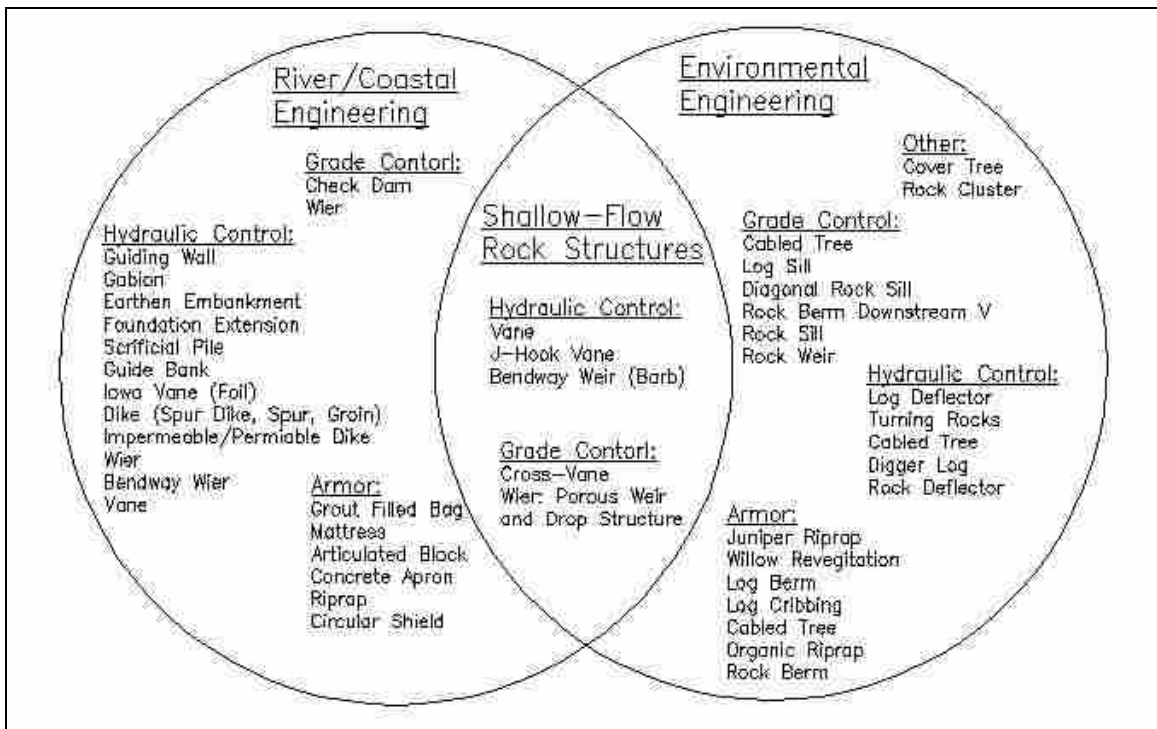 River/Coastal
Engineering
Grade Contorl:
Check Dam
Wier
Hydraulic Control:
Guiding Wall
Gabion
Earthen Embankment
Foundation Extension
Scrificial Pile
Guide Bank
Iowa Vane (Foil)
Dike (Spur Dike, Spur, Groin)
Impermeable/Permiable Dike
Wier
Bendway Wier
Vane
Armor:
Grout Filled Bag
Mattress
Articulated Block
Concrete Apron
Riprap
Circular Shield
Shallow-Flow
Rock Structures
Hydraulic Control:
Vane
J-Hook Vane
Bendway Weir (Barb)
Grade Contorl:
Cross-Vane
Wier: Porous Weir
and Drop Structure
Environmental
Engineering
Other:
Cover Tree
Rock Cluster
Grade Control:
Cabled Tree
Log Sill
Diagonal Rock Sill
Rock Berm Downstream V
Rock Sill
Rock Weir
Hydraulic Control:
Log Deflector
Turning Rocks
Cabled Tree
Digger Log
Rock Deflector
Armor:
Juniper Riprap
Willow Revegitation
Log Berm
Log Cribbing
Cabled Tree
Organic Riprap
Rock Berm